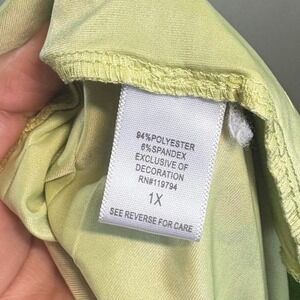 94%POLYESTER
6%SPANDEX
EXCLUSIVE OF
DECORATION
RN#119794
1X
SEE REVERSE FOR CARE